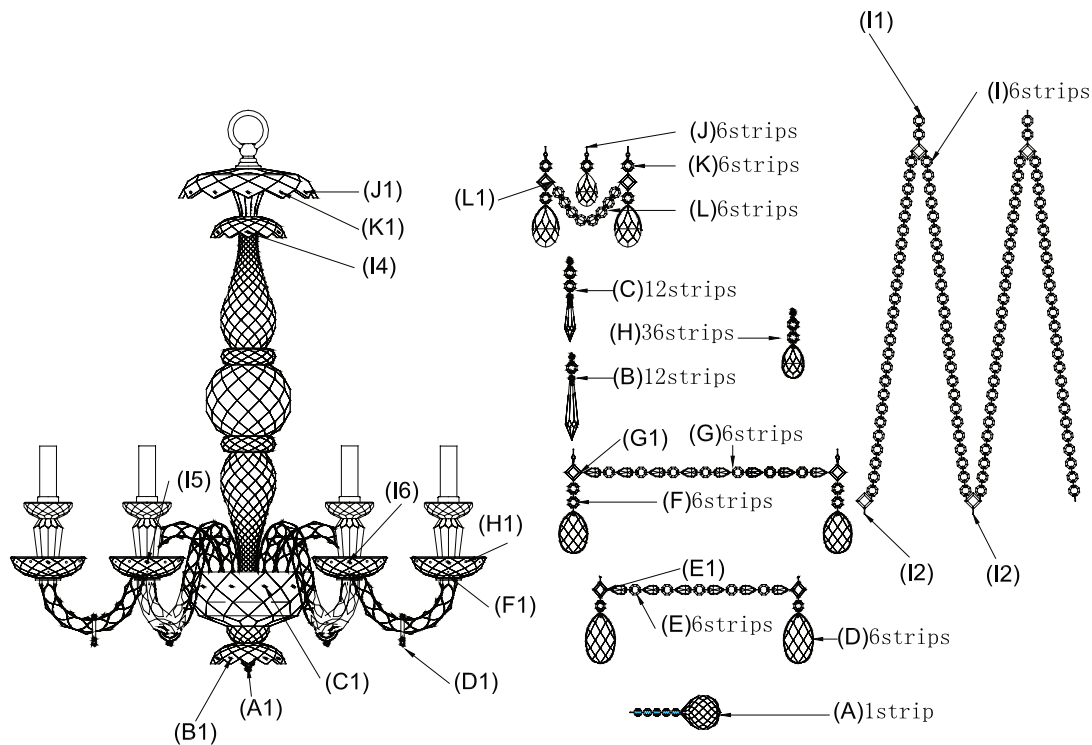 (I1)
(I)6strips
(J)6strips
(K)6strips
(J1)
(L1)
(K1)
(L)6strips
(I4)
(C)12strips
(H)36strips
(B)12strips
(G1)
(G)6strips
(I5)
(I6)
(H1)
(F)6strips
(F1)
(E1)
(I2)
(I2)
(E)6strips
(D)6strips
(C1)
(D1)
(A1)
(B1)
(A)1strip